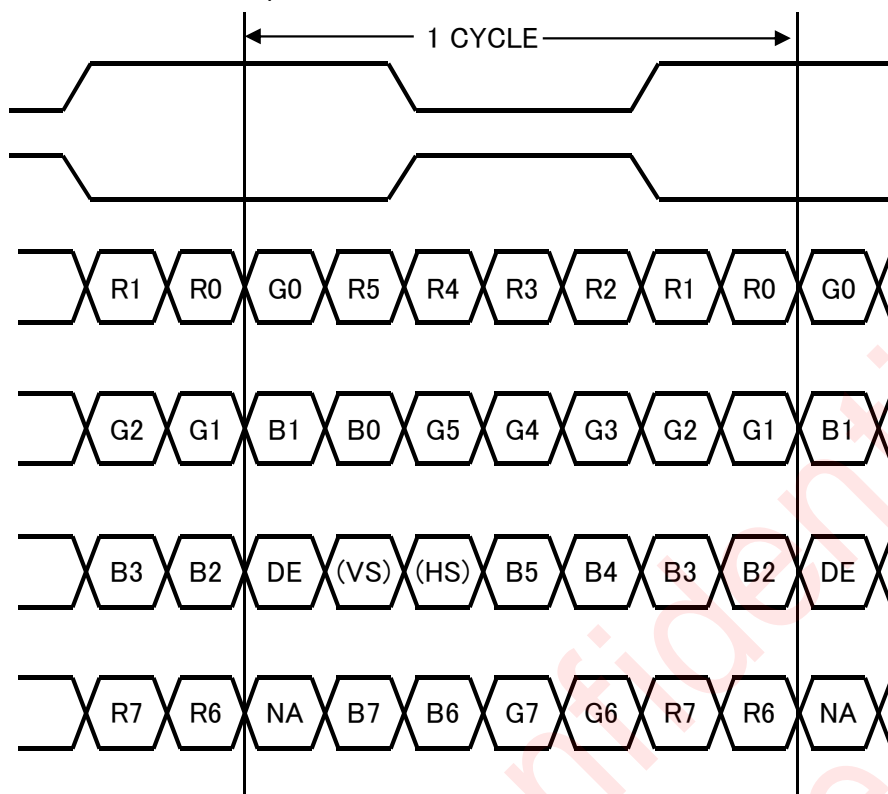 1 CYCLE
R1 R0 G0 R5 R4 R3 R2 R1 R0 G0
G2 G1 B1 B0 G5 G4 G3 G2 G1 B1
B3 B2 DE (VS) (HS) B5 B4 B3 B2 DE
R7 R6 NA B7 B6 G7 G6 R7 R6 NA